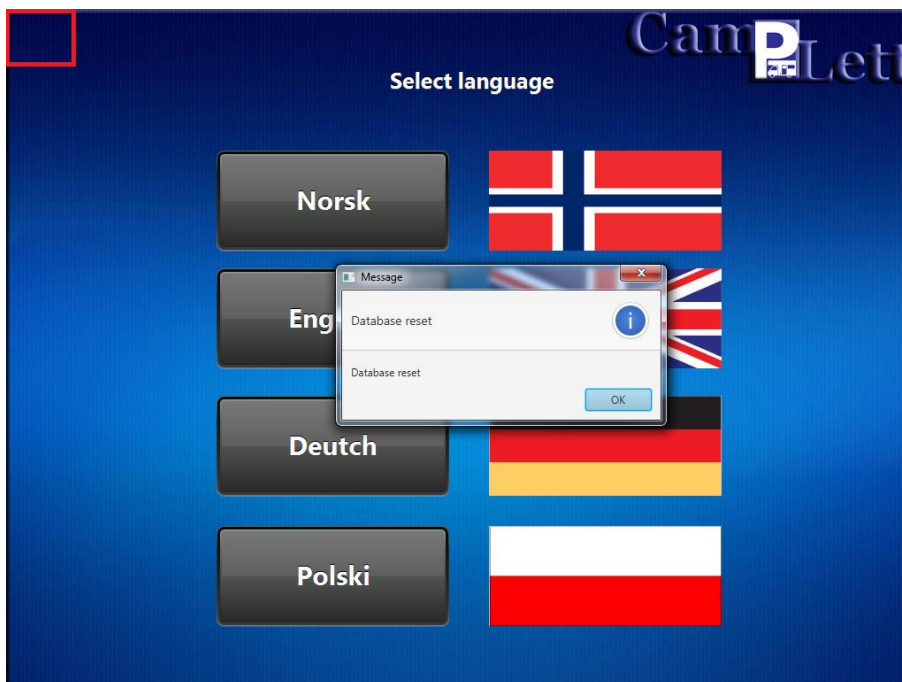 CamPLett
Select language
Norsk
Eng
Deutch
Polski
Message
x
Database reset
i
Database reset
OK